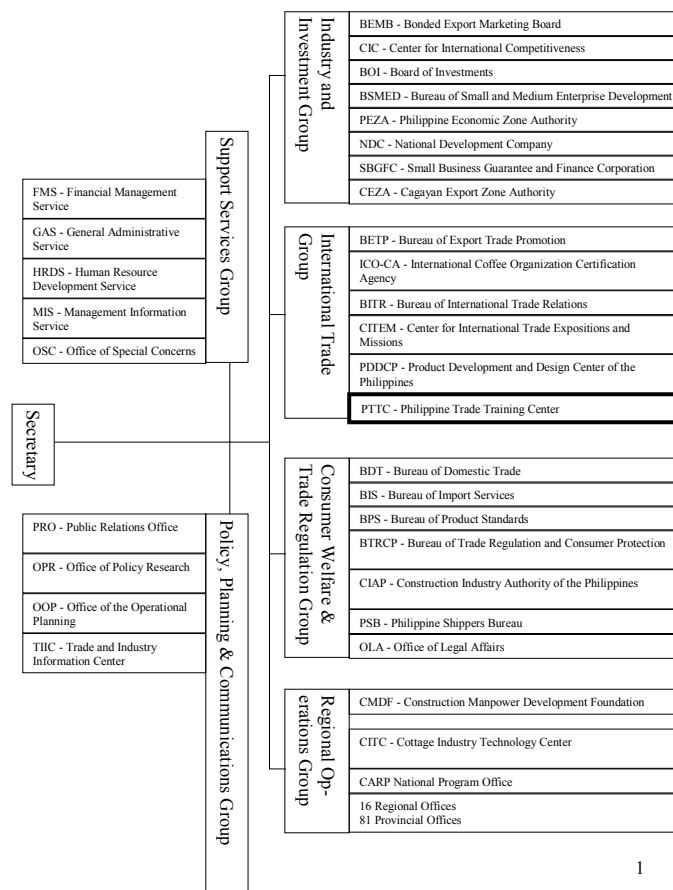 Secretary
Support Services Group
FMS - Financial Management
Service
GAS - General Administrative
Service
HRDS - Human Resource
Development Service
MIS - Management Information
Service
OSC - Office of Special Concerns
Policy, Planning & Communications Group
PRO - Public Relations Office
OPR - Office of Policy Research
OOP - Office of the Operational
Planning
TIIC - Trade and Industry
Information Center
Industry and
Investment Group
BEMB - Bonded Export Marketing Board
CIC - Center for International Competitiveness
BOI - Board of Investments
BSMED - Bureau of Small and Medium Enterprise Development
PEZA - Philippine Economic Zone Authority
NDC - National Development Company
SBGFC - Small Business Guarantee and Finance Corporation
CEZA - Cagayan Export Zone Authority
International Trade
Group
BETP - Bureau of Export Trade Promotion
ICO-CA - International Coffee Organization Certification
Agency
BITR - Bureau of International Trade Relations
CITEM - Center for International Trade Expositions and
Missions
PDDCP - Product Development and Design Center of the
Philippines
PTTC - Philippine Trade Training Center
Consumer Welfare &
Trade Regulation Group
BDT - Bureau of Domestic Trade
BIS - Bureau of Import Services
BPS - Bureau of Product Standards
BTRCP - Bureau of Trade Regulation and Consumer Protection
CIAP - Construction Industry Authority of the Philippines
PSB - Philippine Shippers Bureau
OLA - Office of Legal Affairs
Regional Op-
erations Group
CMDF - Construction Manpower Development Foundation
CITC - Cottage Industry Technology Center
CARP National Program Office
16 Regional Offices
81 Provincial Offices
1